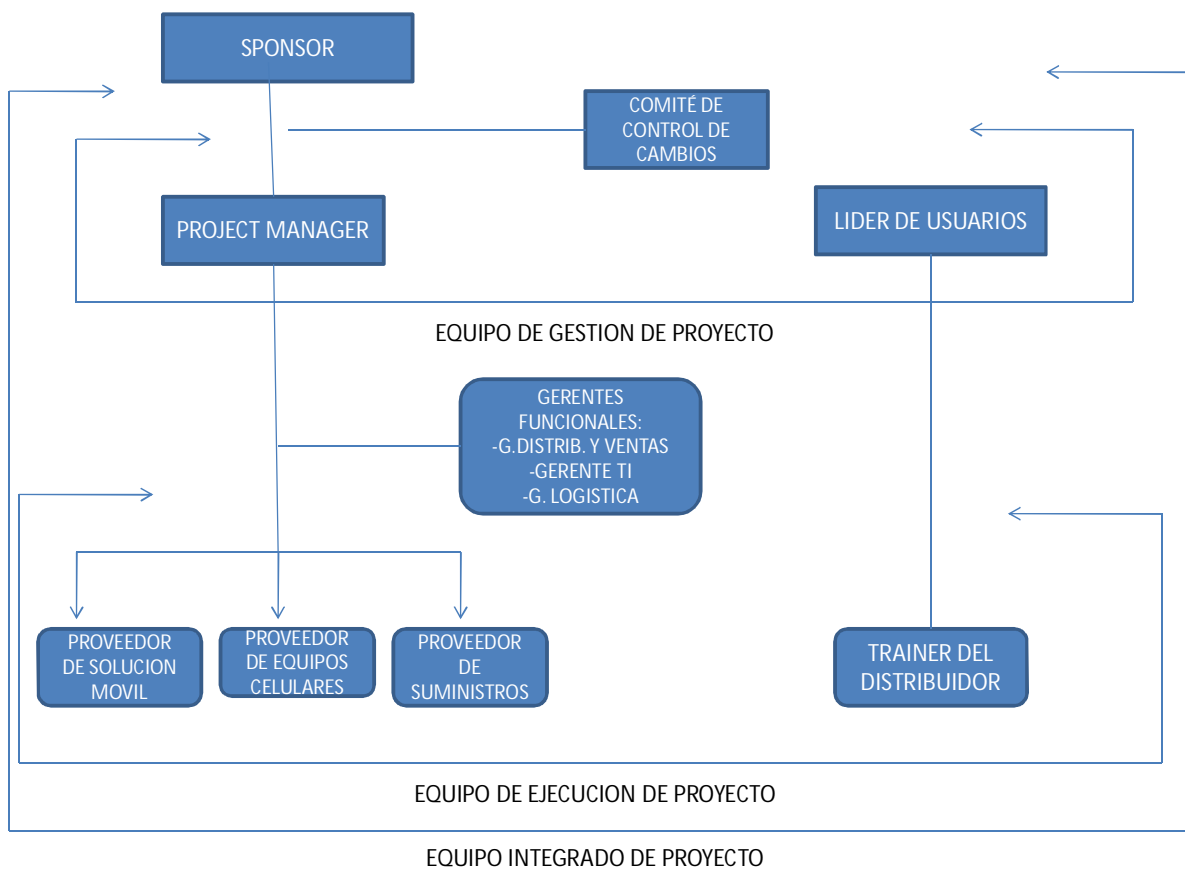 SPONSOR
COMITÉ DE
CONTROL DE
CAMBIOS
PROJECT MANAGER
LIDER DE USUARIOS
EQUIPO DE GESTION DE PROYECTO
GERENTES
FUNCIONALES:
-G.DISTRIB. Y VENTAS
-GERENTE TI
-G. LOGISTICA
PROVEEDOR
DE SOLUCION
MOVIL
PROVEEDOR
DE EQUIPOS
CELULARES
PROVEEDOR
DE
SUMINISTROS
TRAINER DEL
DISTRIBUIDOR
EQUIPO DE EJECUCION DE PROYECTO
EQUIPO INTEGRADO DE PROYECTO